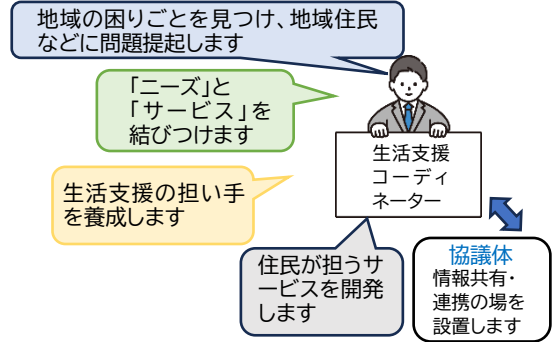 地域の困りごとを見つけ、地域住民
などに問題提起します
「ニーズ」と
「サービス」を
結びつけます
生活支援
コーディ
ネーター
生活支援の担い手
を養成します
住民が担うサ
ービスを開発
します
協議体
情報共有・
連携の場を
設置します